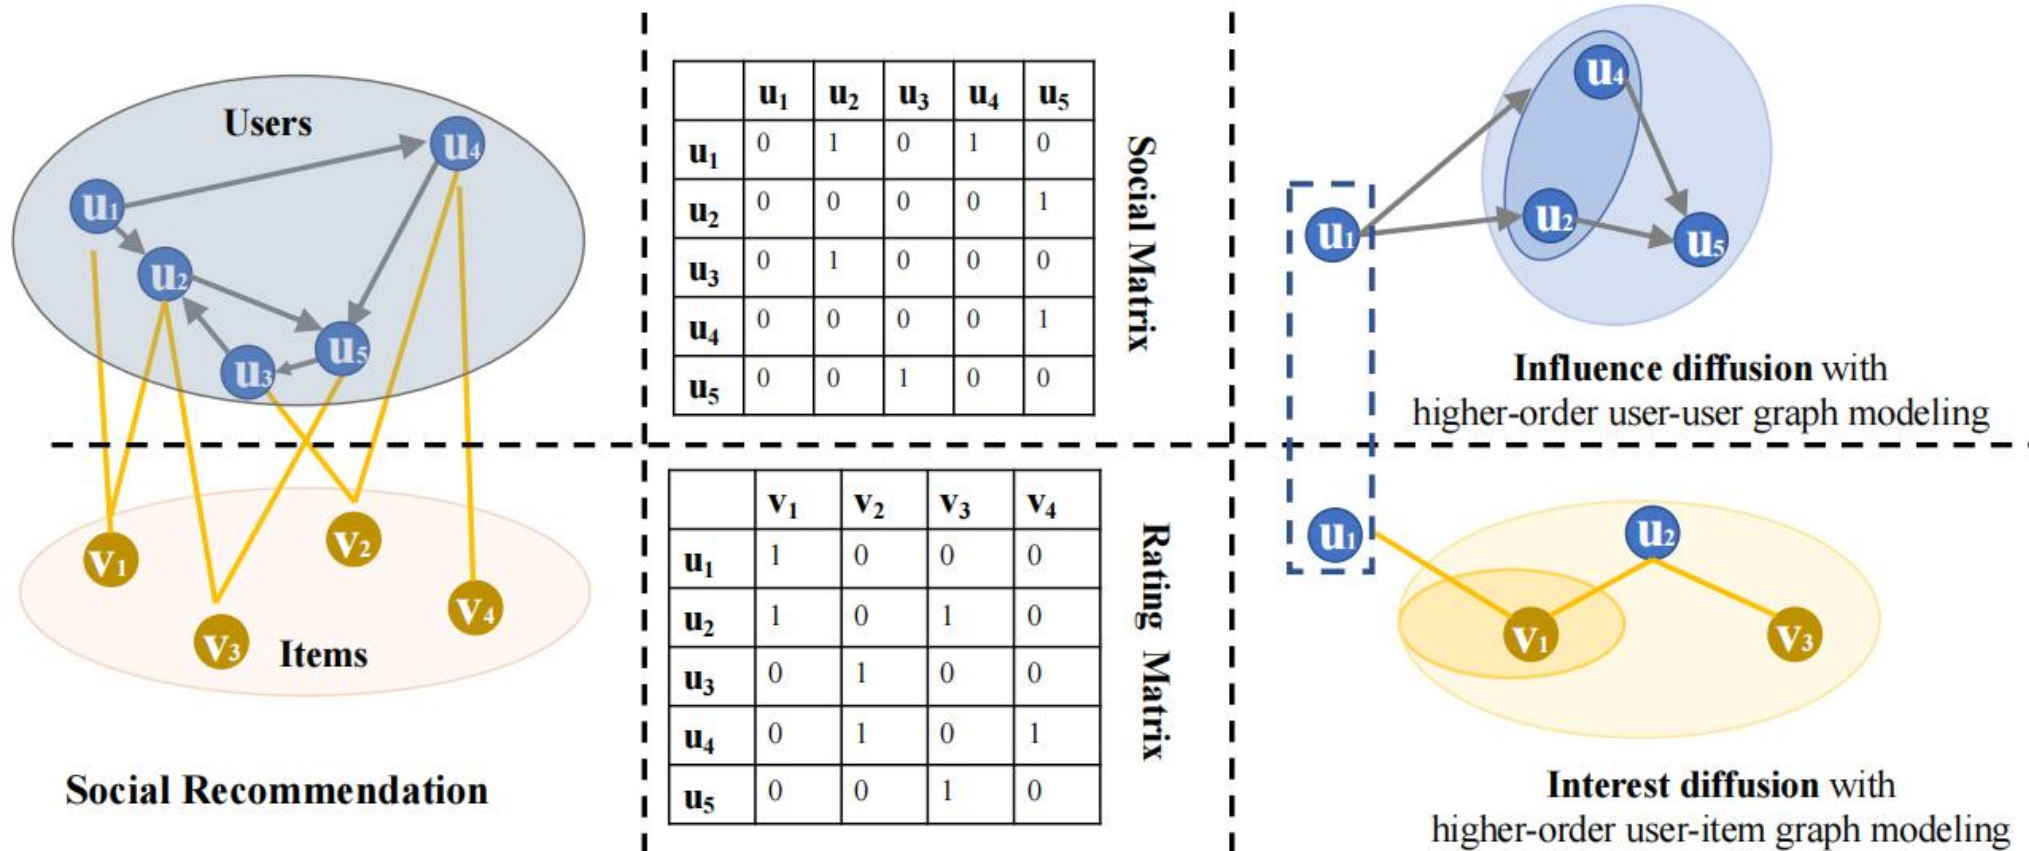 Users
u₄
u₁
u₂
u₅
u₃
v₁
v₂
v₄
v₃
Items
Social Recommendation
u₁ u₂ u₃ u₄ u₅
u₁ 0 1 0 1 0
u₂ 0 0 0 0 1
u₃ 0 1 0 0 0
u₄ 0 0 0 0 1
u₅ 0 0 1 0 0
Social Matrix
v₁ v₂ v₃ v₄
u₁ 1 0 0 0
u₂ 1 0 1 0
u₃ 0 1 0 0
u₄ 0 1 0 1
u₅ 0 0 1 0
Rating Matrix
u₄
u₁
u₂
u₅
Influence diffusion with
higher-order user-user graph modeling
u₁
u₂
v₁
v₃
Interest diffusion with
higher-order user-item graph modeling